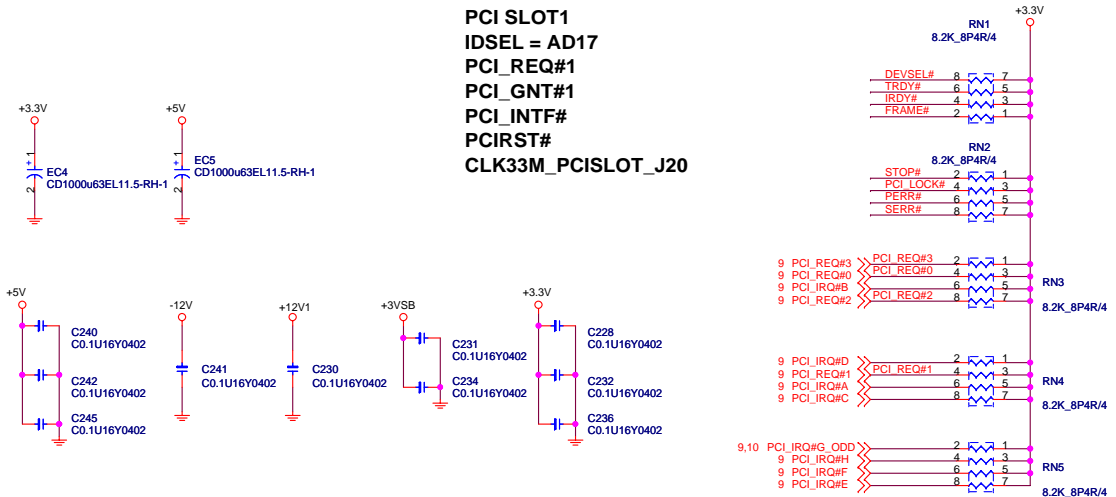 PCI SLOT1
IDSEL = AD17
PCI_REQ#1
PCI_GNT#1
PCI_INTF#
PCIRST#
CLK33M_PCISLOT_J20
+3.3V
1
+
EC4
CD1000u63EL11.5-RH-1
2
+5V
1
+
EC5
CD1000u63EL11.5-RH-1
2
+5V
C240
C0.1U16Y0402
C242
C0.1U16Y0402
C245
C0.1U16Y0402
-12V
C241
C0.1U16Y0402
+12V1
C230
C0.1U16Y0402
+3VSB
C231
C0.1U16Y0402
C234
C0.1U16Y0402
+3.3V
C228
C0.1U16Y0402
C232
C0.1U16Y0402
C236
C0.1U16Y0402
+3.3V
RN1
8.2K_8P4R/4
DEVSEL# 8 7
TRDY# 6 5
IRDY# 4 3
FRAME# 2 1
RN2
8.2K_8P4R/4
STOP# 2 1
PCI_LOCK# 4 3
PERR# 6 5
SERR# 8 7
9 PCI_REQ#3 PCI_REQ#3 2 1
9 PCI_REQ#0 PCI_REQ#0 4 3
9 PCI_IRQ#B 6 5
9 PCI_REQ#2 PCI_REQ#2 8 7
RN3
8.2K_8P4R/4
9 PCI_IRQ#D 2 1
9 PCI_REQ#1 PCI_REQ#1 4 3
9 PCI_IRQ#A 6 5
9 PCI_IRQ#C 8 7
RN4
8.2K_8P4R/4
9,10 PCI_IRQ#G_ODD 2 1
9 PCI_IRQ#H 4 3
9 PCI_IRQ#F 6 5
9 PCI_IRQ#E 8 7
RN5
8.2K_8P4R/4